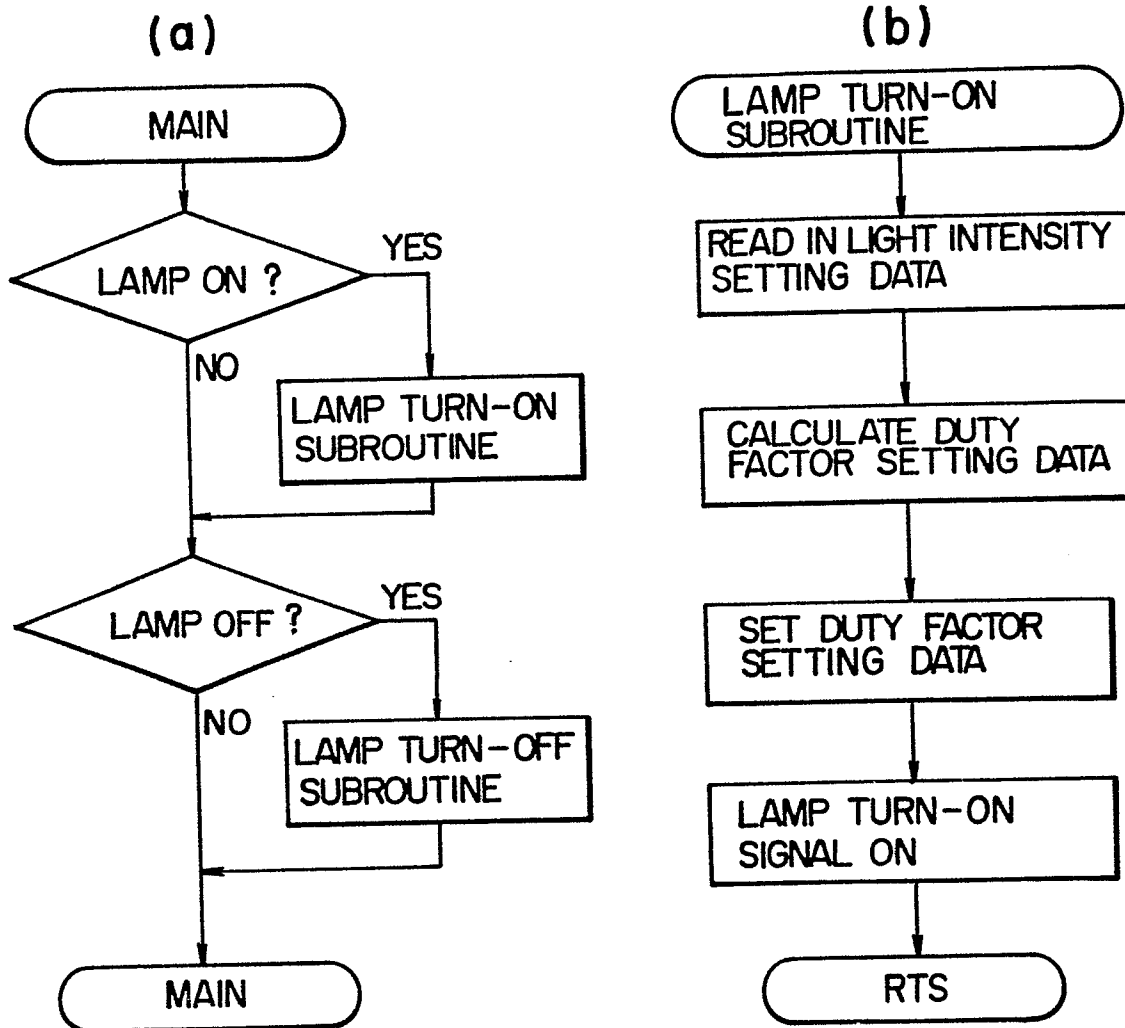 (a)
MAIN
LAMP ON ?
YES
NO
LAMP TURN-ON
SUBROUTINE
LAMP OFF ?
YES
NO
LAMP TURN-OFF
SUBROUTINE
MAIN
(b)
LAMP TURN-ON
SUBROUTINE
READ IN LIGHT INTENSITY
SETTING DATA
CALCULATE DUTY
FACTOR SETTING DATA
SET DUTY FACTOR
SETTING DATA
LAMP TURN-ON
SIGNAL ON
RTS